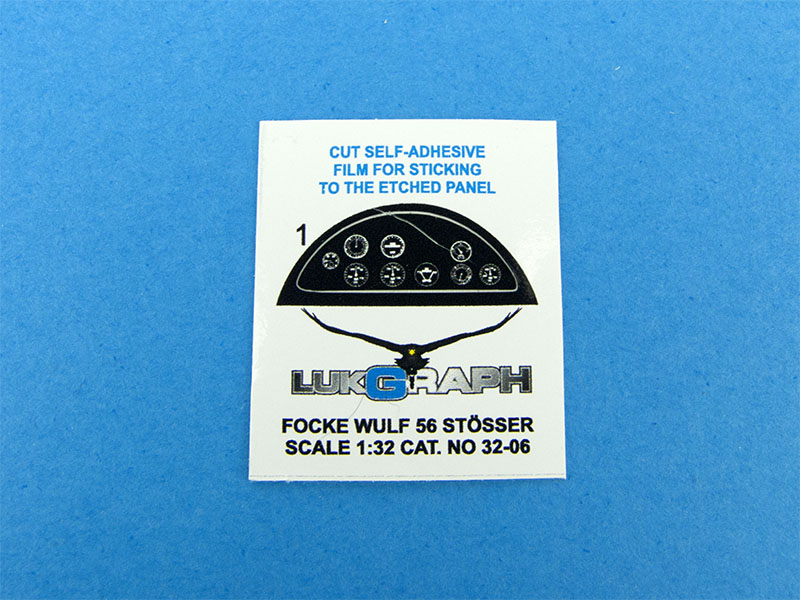 CUT SELF-ADHESIVE
FILM FOR STICKING
TO THE ETCHED PANEL
1
LUKGRAPH
FOCKE WULF 56 STÖSSER
SCALE 1:32 CAT. NO 32-06